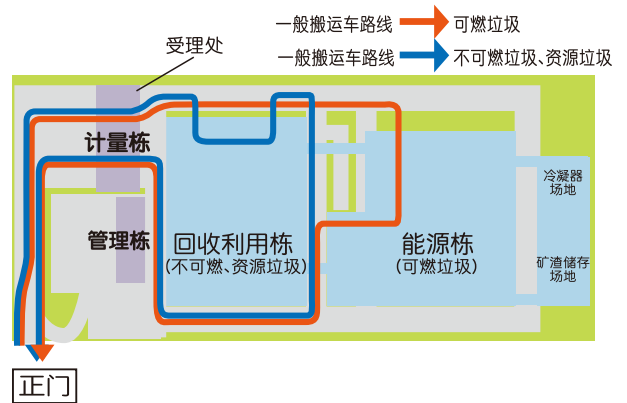 一般搬运车路线 可燃垃圾
一般搬运车路线 不可燃垃圾、资源垃圾
受理处
计量栋
管理栋
回收利用栋
(不可燃、资源垃圾)
能源栋
(可燃垃圾)
冷凝器
场地
矿渣储存
场地
正门